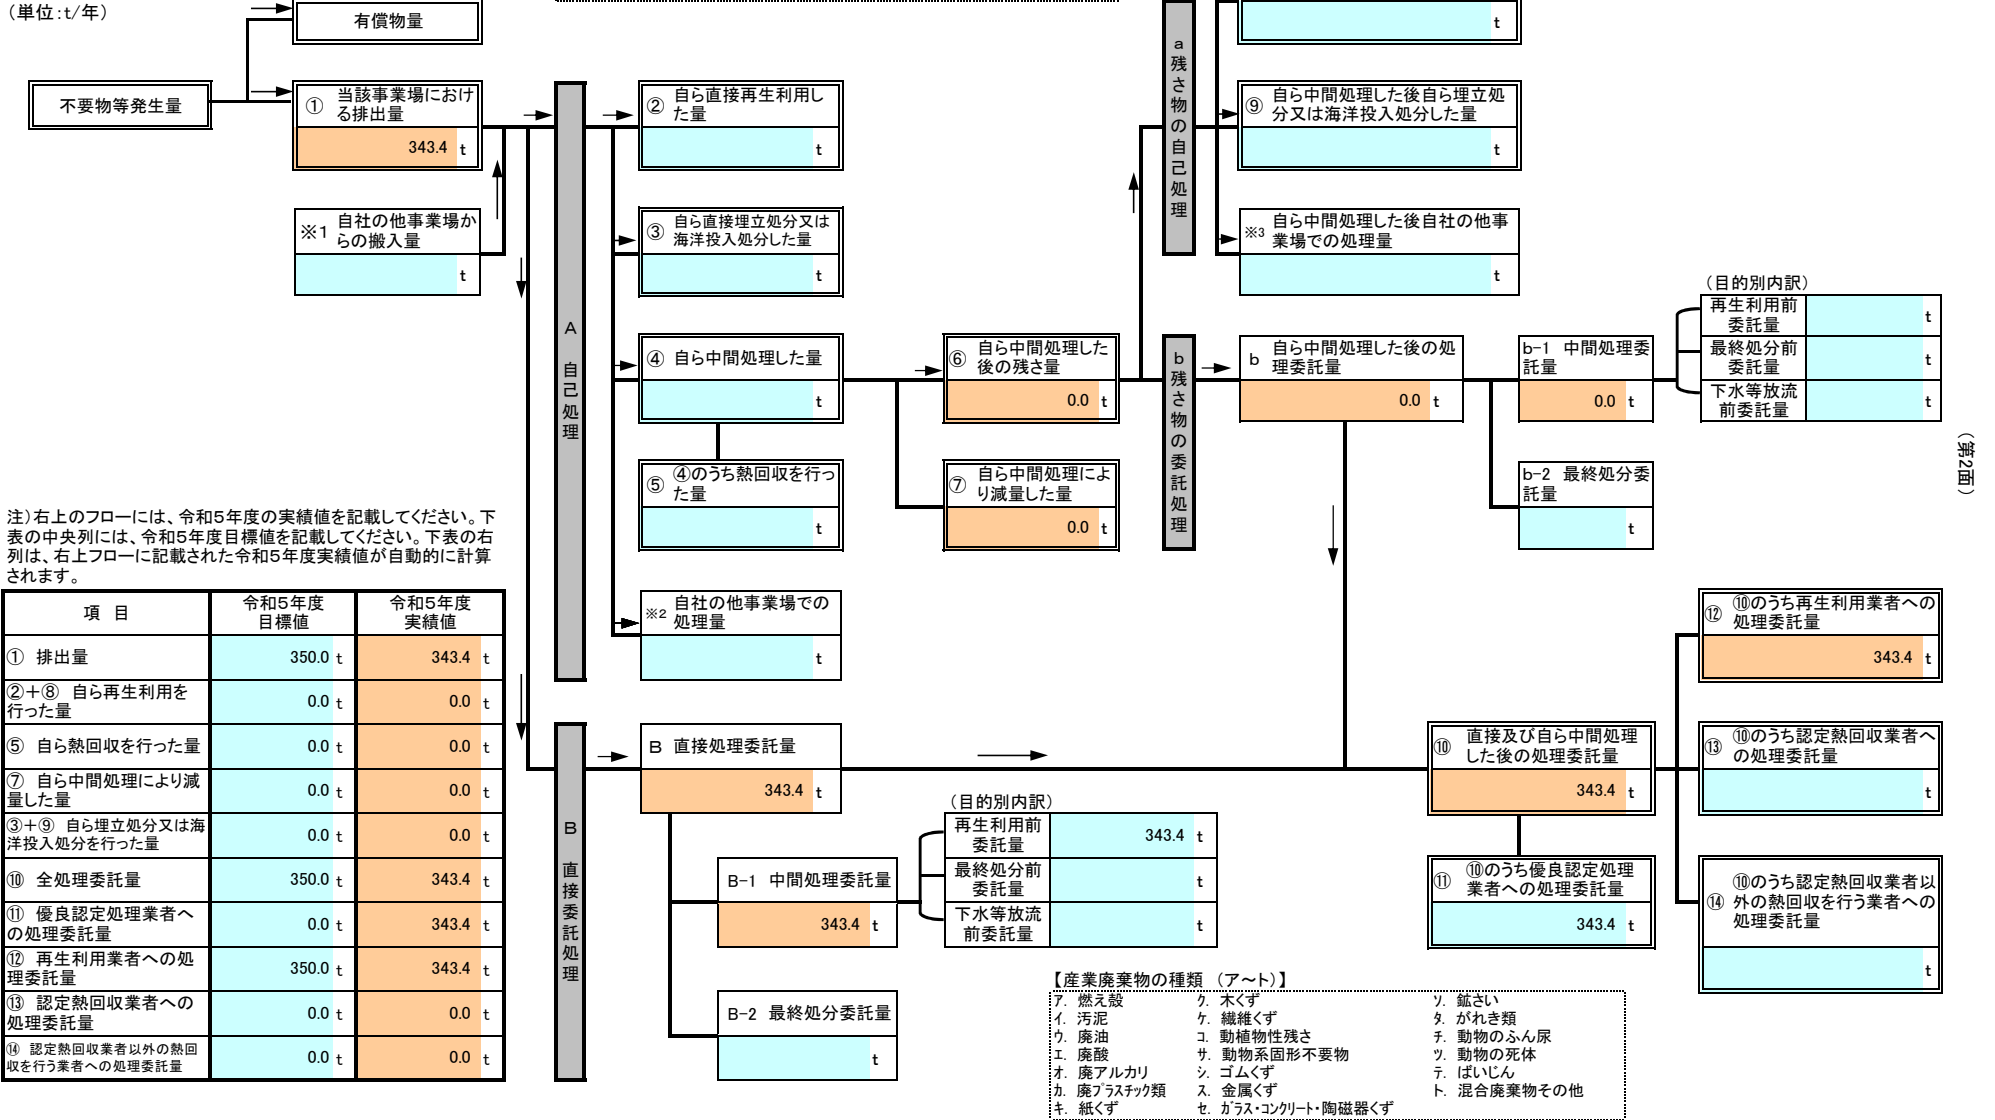 （単位:t/年）
有償物量
t
不要物等発生量
① 当該事業場におけ
る排出量
343.4 t
※1 自社の他事業場か
らの搬入量
t
A 自己処理
② 自ら直接再生利用し
た量
t
③ 自ら直接埋立処分又は
海洋投入処分した量
t
④ 自ら中間処理した量
t
⑤ ④のうち熱回収を行っ
た量
t
※2 自社の他事業場での
処理量
t
⑥ 自ら中間処理した
後の残さ量
0.0 t
⑦ 自ら中間処理によ
り減量した量
0.0 t
a 残さ物の自己処理
⑨ 自ら中間処理した後自ら埋立処
分又は海洋投入処分した量
t
※3 自ら中間処理した後自社の他事
業場での処理量
t
b 残さ物の委託処理
b 自ら中間処理した後の処
理委託量
0.0 t
b-1 中間処理委
託量
0.0 t
b-2 最終処分委
託量
t
（目的別内訳）
再生利用前
委託量
t
最終処分前
委託量
t
下水等放流
前委託量
t
（第2面）
注）右上のフローには、令和5年度の実績値を記載してください。下
表の中央列には、令和5年度目標値を記載してください。下表の右
列は、右上フローに記載された令和5年度実績値が自動的に計算
されます。
項 目 令和5年度 目標値 令和5年度 実績値
① 排出量 350.0 t 343.4 t
②+⑧ 自ら再生利用を
行った量 0.0 t 0.0 t
⑤ 自ら熱回収を行った量 0.0 t 0.0 t
⑦ 自ら中間処理により減
量した量 0.0 t 0.0 t
③+⑨ 自ら埋立処分又は海
洋投入処分を行った量 0.0 t 0.0 t
⑩ 全処理委託量 350.0 t 343.4 t
⑪ 優良認定処理業者へ
の処理委託量 0.0 t 343.4 t
⑫ 再生利用業者への処
理委託量 350.0 t 343.4 t
⑬ 認定熱回収業者への
処理委託量 0.0 t 0.0 t
⑭ 認定熱回収業者以外の熱回
収を行う業者への処理委託量 0.0 t 0.0 t
B 直接委託処理
B 直接処理委託量
343.4 t
B-1 中間処理委託量
343.4 t
B-2 最終処分委託量
t
（目的別内訳）
再生利用前
委託量
343.4 t
最終処分前
委託量
t
下水等放流
前委託量
t
⑩ 直接及び自ら中間処理
した後の処理委託量
343.4 t
⑪ ⑩のうち優良認定処理
業者への処理委託量
343.4 t
⑫ ⑩のうち再生利用業者への
処理委託量
343.4 t
⑬ ⑩のうち認定熱回収業者へ
の処理委託量
t
⑭ ⑩のうち認定熱回収業者以
外の熱回収を行う業者への
処理委託量
t
【産業廃棄物の種類 （ア～ト）】
ア. 燃え殻 ク. 木くず ソ. 鉱さい
イ. 汚泥 ケ. 繊維くず タ. がれき類
ウ. 廃油 コ. 動植物性残さ チ. 動物のふん尿
エ. 廃酸 サ. 動物系固形不要物 ツ. 動物の死体
オ. 廃アルカリ シ. ゴムくず テ. ばいじん
カ. 廃プラスチック類 ス. 金属くず ト. 混合廃棄物その他
キ. 紙くず セ. ガラス・コンクリート・陶磁器くず